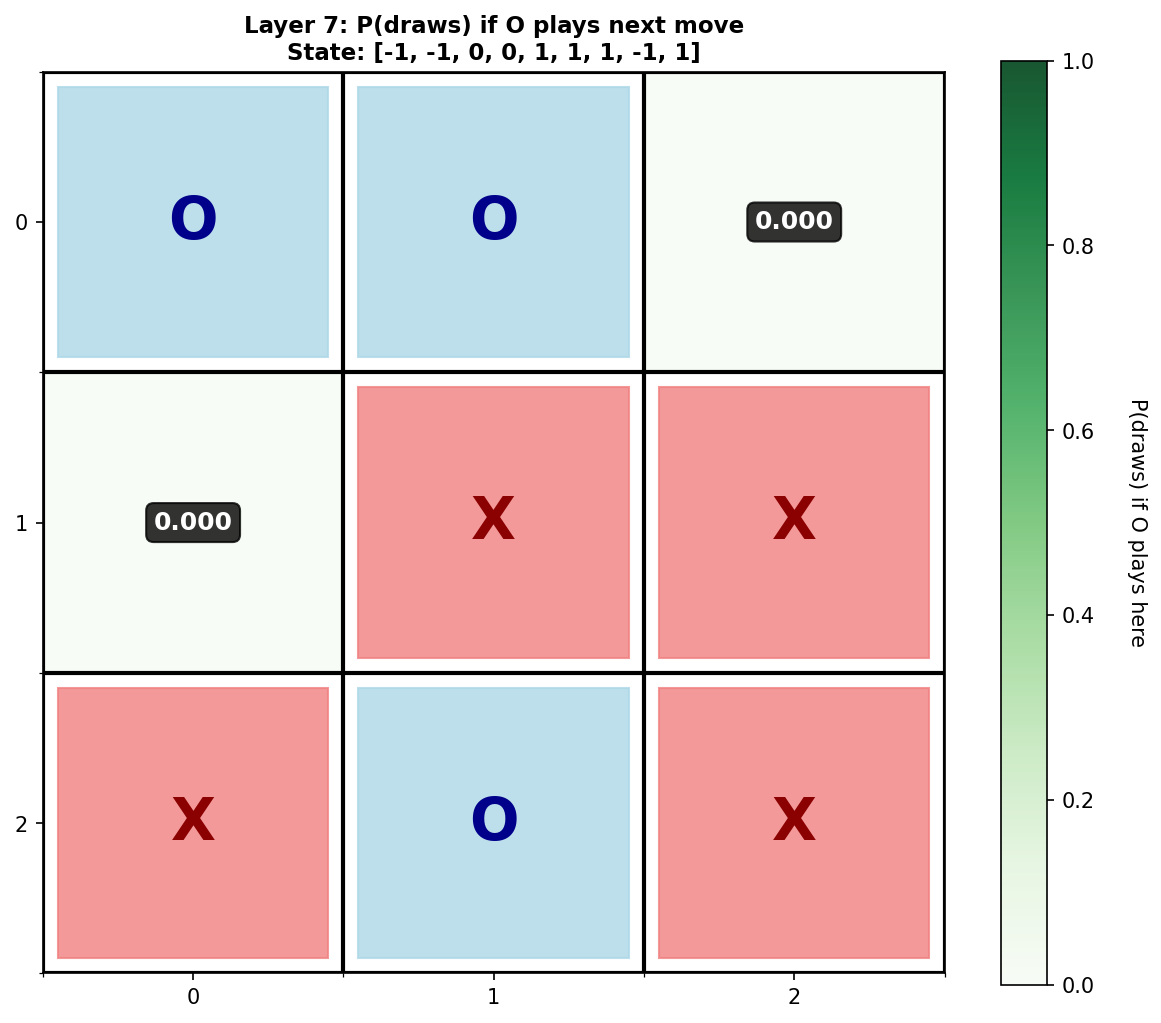 Layer 7: P(draws) if O plays next move
State: [-1, -1, 0, 0, 1, 1, 1, -1, 1]
0
O
O
0.000
1
0.000
X
X
2
X
O
X
0
1
2
1.0
0.8
0.6
0.4
0.2
0.0
P(draws) if O plays here